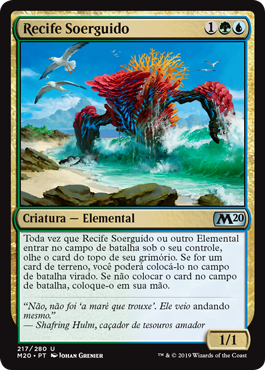 Recife Soerguido 1
Criatura — Elemental M20
Toda vez que Recife Soerguido ou outro Elemental
entrar no campo de batalha sob o seu controle,
olhe o card do topo de seu grimório. Se for um
card de terreno, você poderá colocá-lo no campo
de batalha virado. Se não colocar o card no campo
de batalha, coloque-o em sua mão.
“Não, não foi ‘a maré que trouxe’. Ele veio andando
mesmo.”
— Shafring Hulm, caçador de tesouros amador
1/1
217/280 U
M20 • PT Johan Grenier ™ & © 2019 Wizards of the Coast